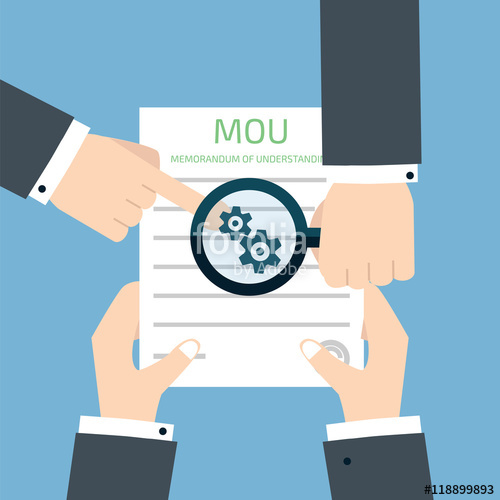 MOU
MEMORANDUM OF UNDERSTANDIN
fotolia
by Adobe
#118899893